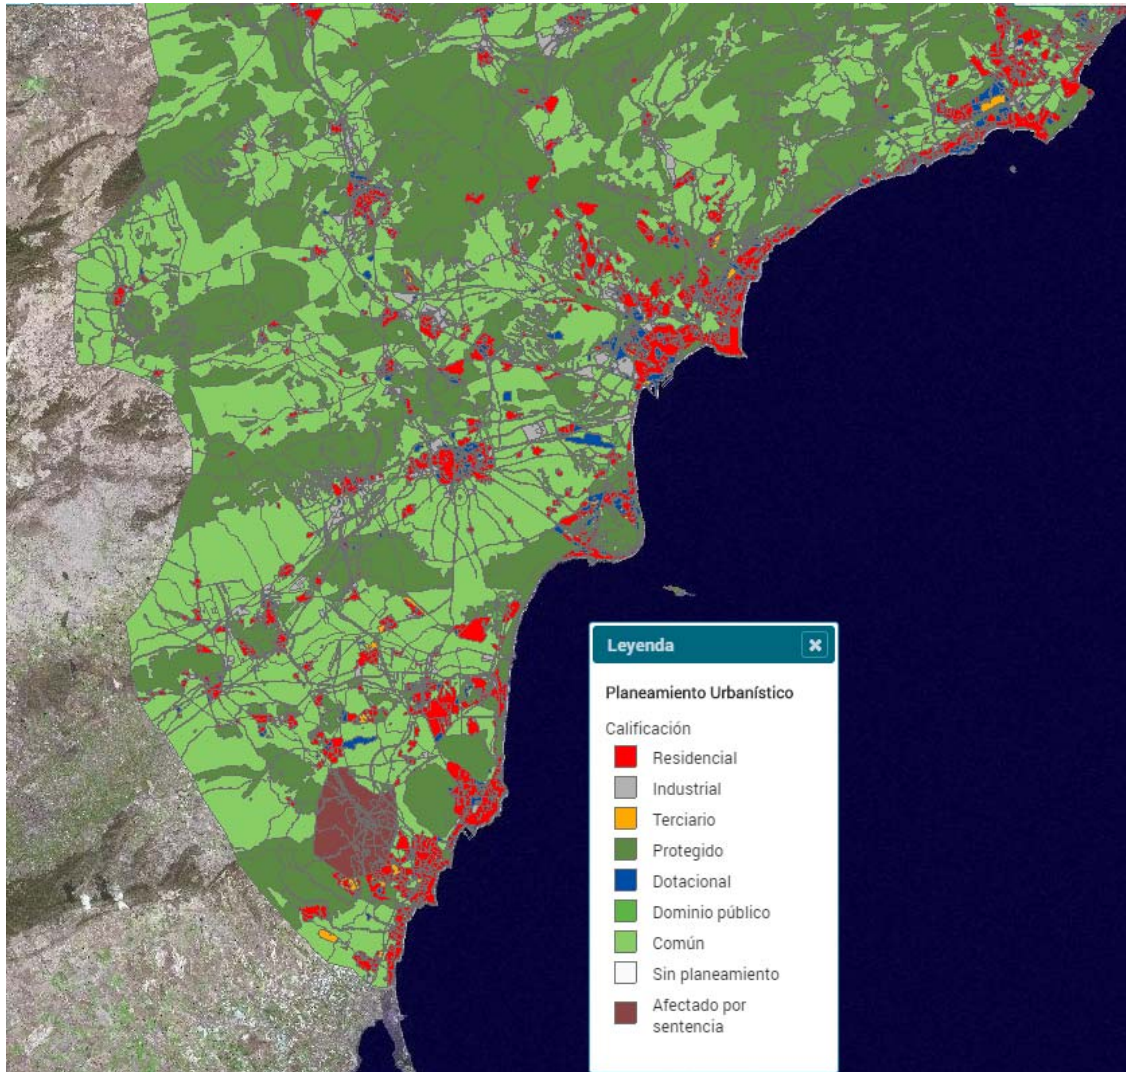 Leyenda
Planeamiento Urbanístico
Calificación
Residencial
Industrial
Terciario
Protegido
Dotacional
Dominio público
Común
Sin planeamiento
Afectado por
sentencia